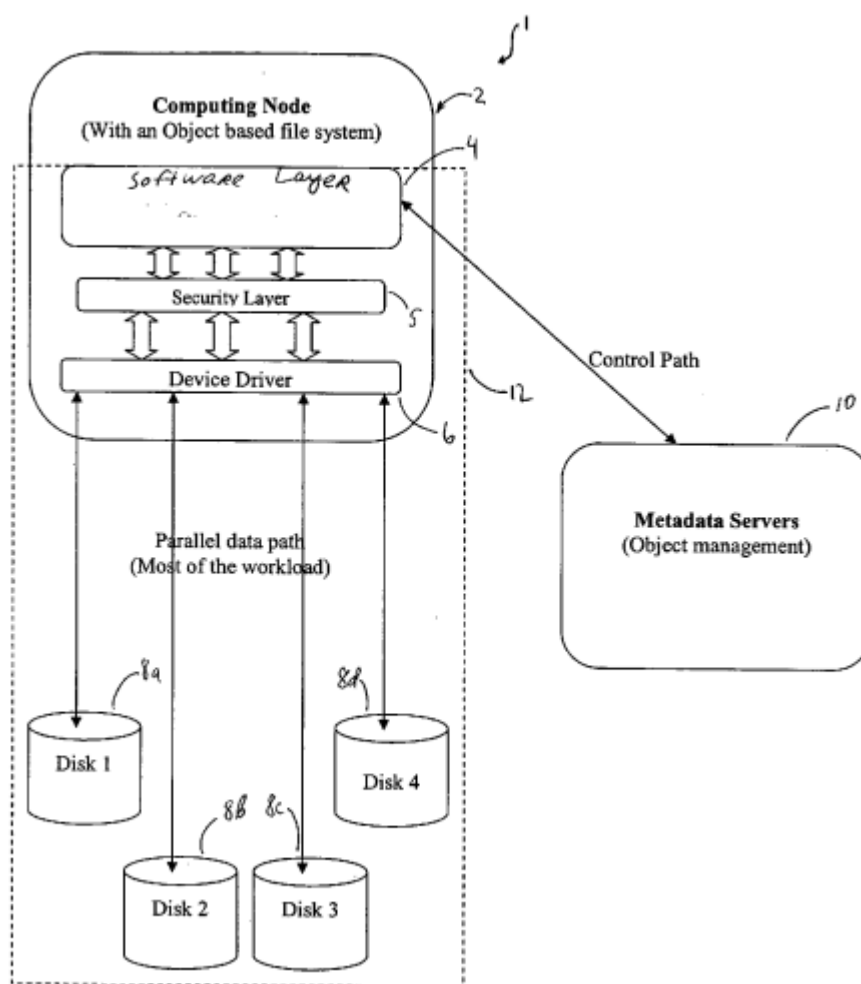 1
Computing Node
(With an Object based file system)
2
4
Software Layer
Security Layer
5
Device Driver
6
Control Path
12
10
Metadata Servers
(Object management)
Parallel data path
(Most of the workload)
8a
8d
Disk 1
Disk 4
8b
8c
Disk 2
Disk 3